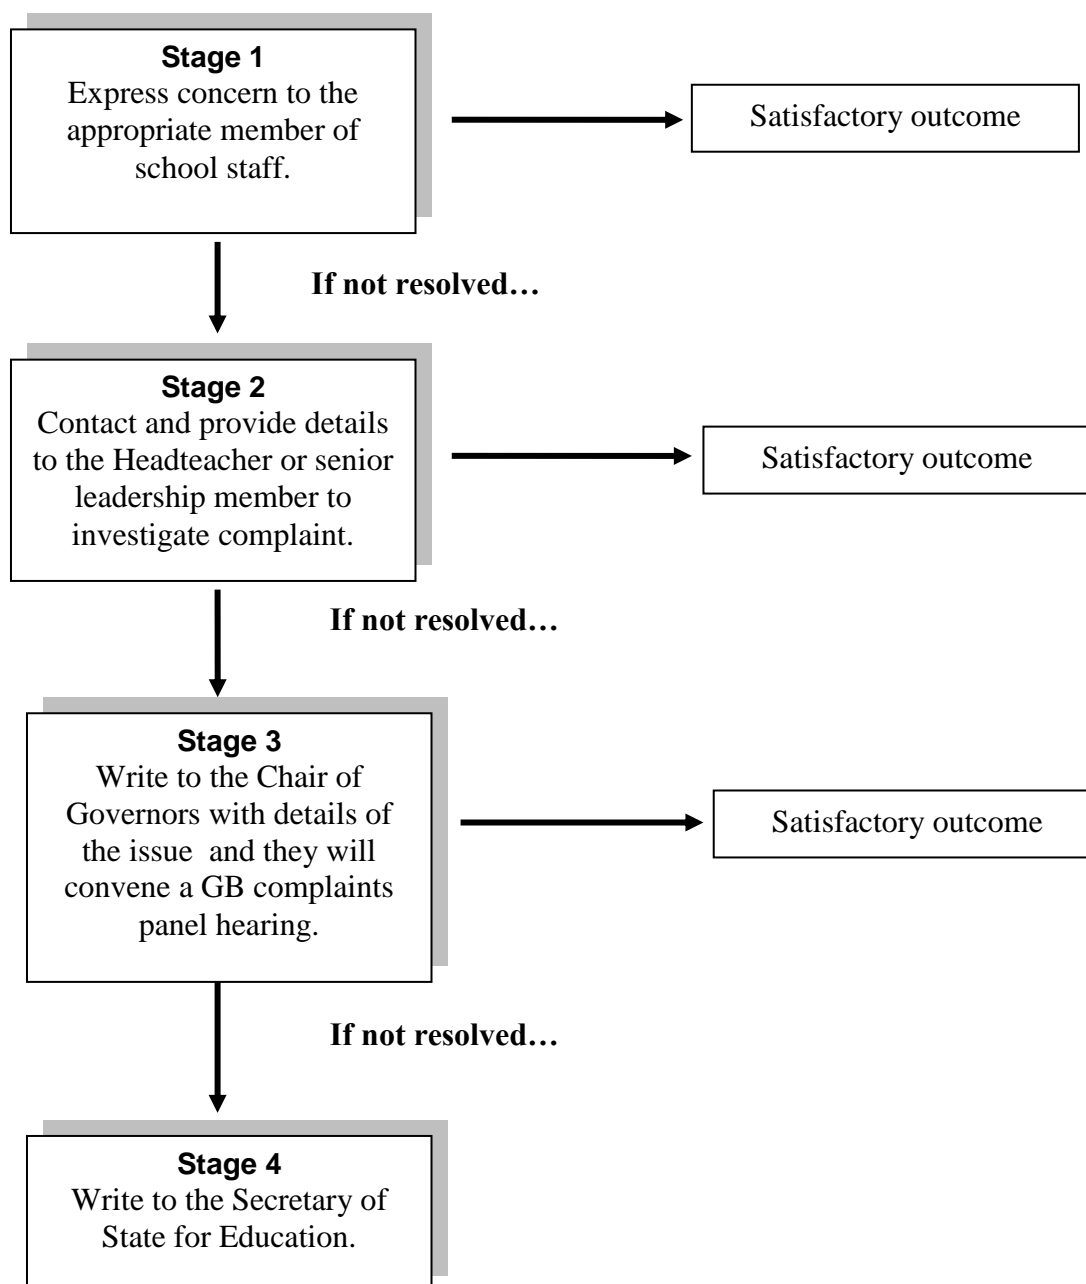 Stage 1
Express concern to the
appropriate member of
school staff.
Satisfactory outcome
If not resolved…
Stage 2
Contact and provide details
to the Headteacher or senior
leadership member to
investigate complaint.
Satisfactory outcome
If not resolved…
Stage 3
Write to the Chair of
Governors with details of
the issue  and they will
convene a GB complaints
panel hearing.
Satisfactory outcome
If not resolved…
Stage 4
Write to the Secretary of
State for Education.